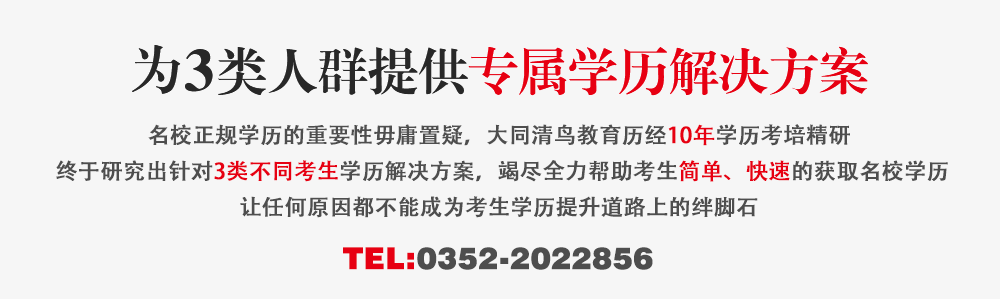 为3类人群提供专属学历解决方案
名校正规学历的重要性毋庸置疑，大同清鸟教育历经10年学历考培精研
终于研究出针对3类不同考生学历解决方案，竭尽全力帮助考生简单、快速的获取名校学历
让任何原因都不能成为考生学历提升道路上的绊脚石
TEL:0352-2022856